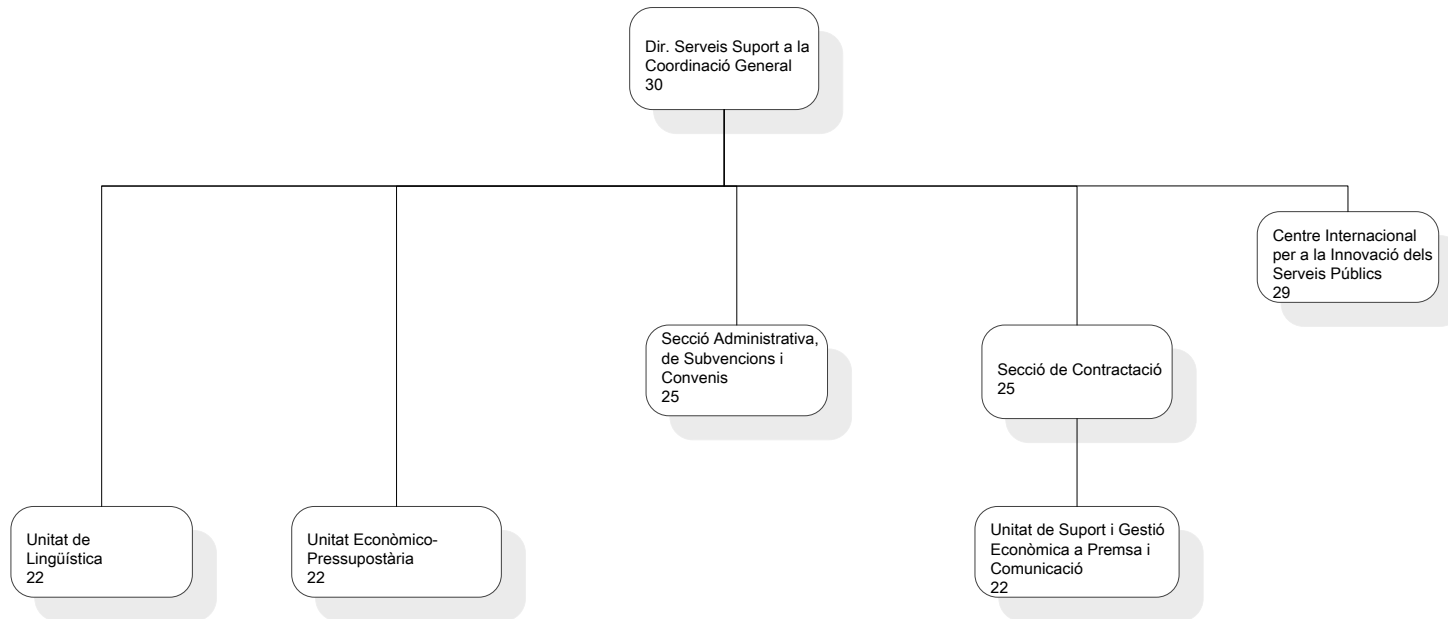 Dir. Serveis Suport a la
Coordinació General
30
Centre Internacional
per a la Innovació dels
Serveis Públics
29
Secció Administrativa,
de Subvencions i
Convenis
25
Secció de Contractació
25
Unitat de
Lingüística
22
Unitat Econòmico-
Pressupostària
22
Unitat de Suport i Gestió
Econòmica a Premsa i
Comunicació
22